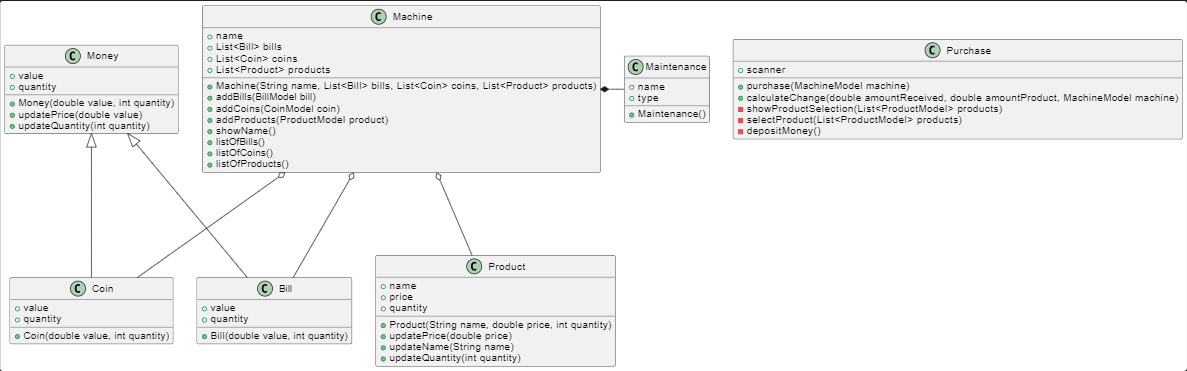 C Machine
name
List<Bill> bills
List<Coin> coins
List<Product> products
Machine(String name, List<Bill> bills, List<Coin> coins, List<Product> products)
addBills(BillModel bill)
addCoins(CoinModel coin)
addProducts(ProductModel product)
showName()
listOfBills()
listOfCoins()
listOfProducts()
C Money
value
quantity
Money(double value, int quantity)
updatePrice(double value)
updateQuantity(int quantity)
C Maintenance
name
type
Maintenance()
C Purchase
scanner
purchase(MachineModel machine)
calculateChange(double amountReceived, double amountProduct, MachineModel machine)
showProductSelection(List<ProductModel> products)
selectProduct(List<ProductModel> products)
depositMoney()
C Coin
value
quantity
Coin(double value, int quantity)
C Bill
value
quantity
Bill(double value, int quantity)
C Product
name
price
quantity
Product(String name, double price, int quantity)
updatePrice(double price)
updateName(String name)
updateQuantity(int quantity)